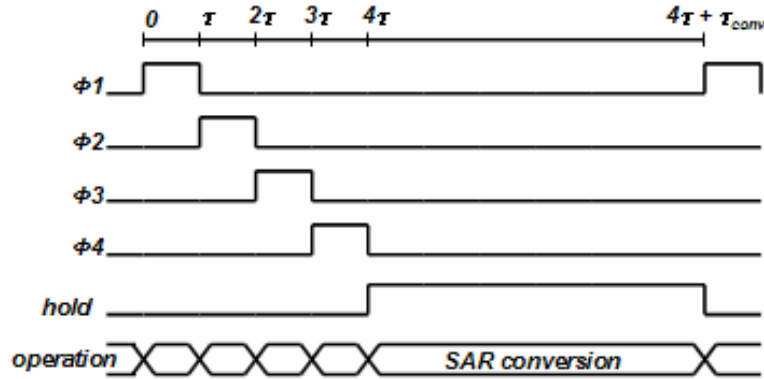 0 τ 2τ 3τ 4τ 4τ + τconv
Φ1
Φ2
Φ3
Φ4
hold
operation SAR conversion